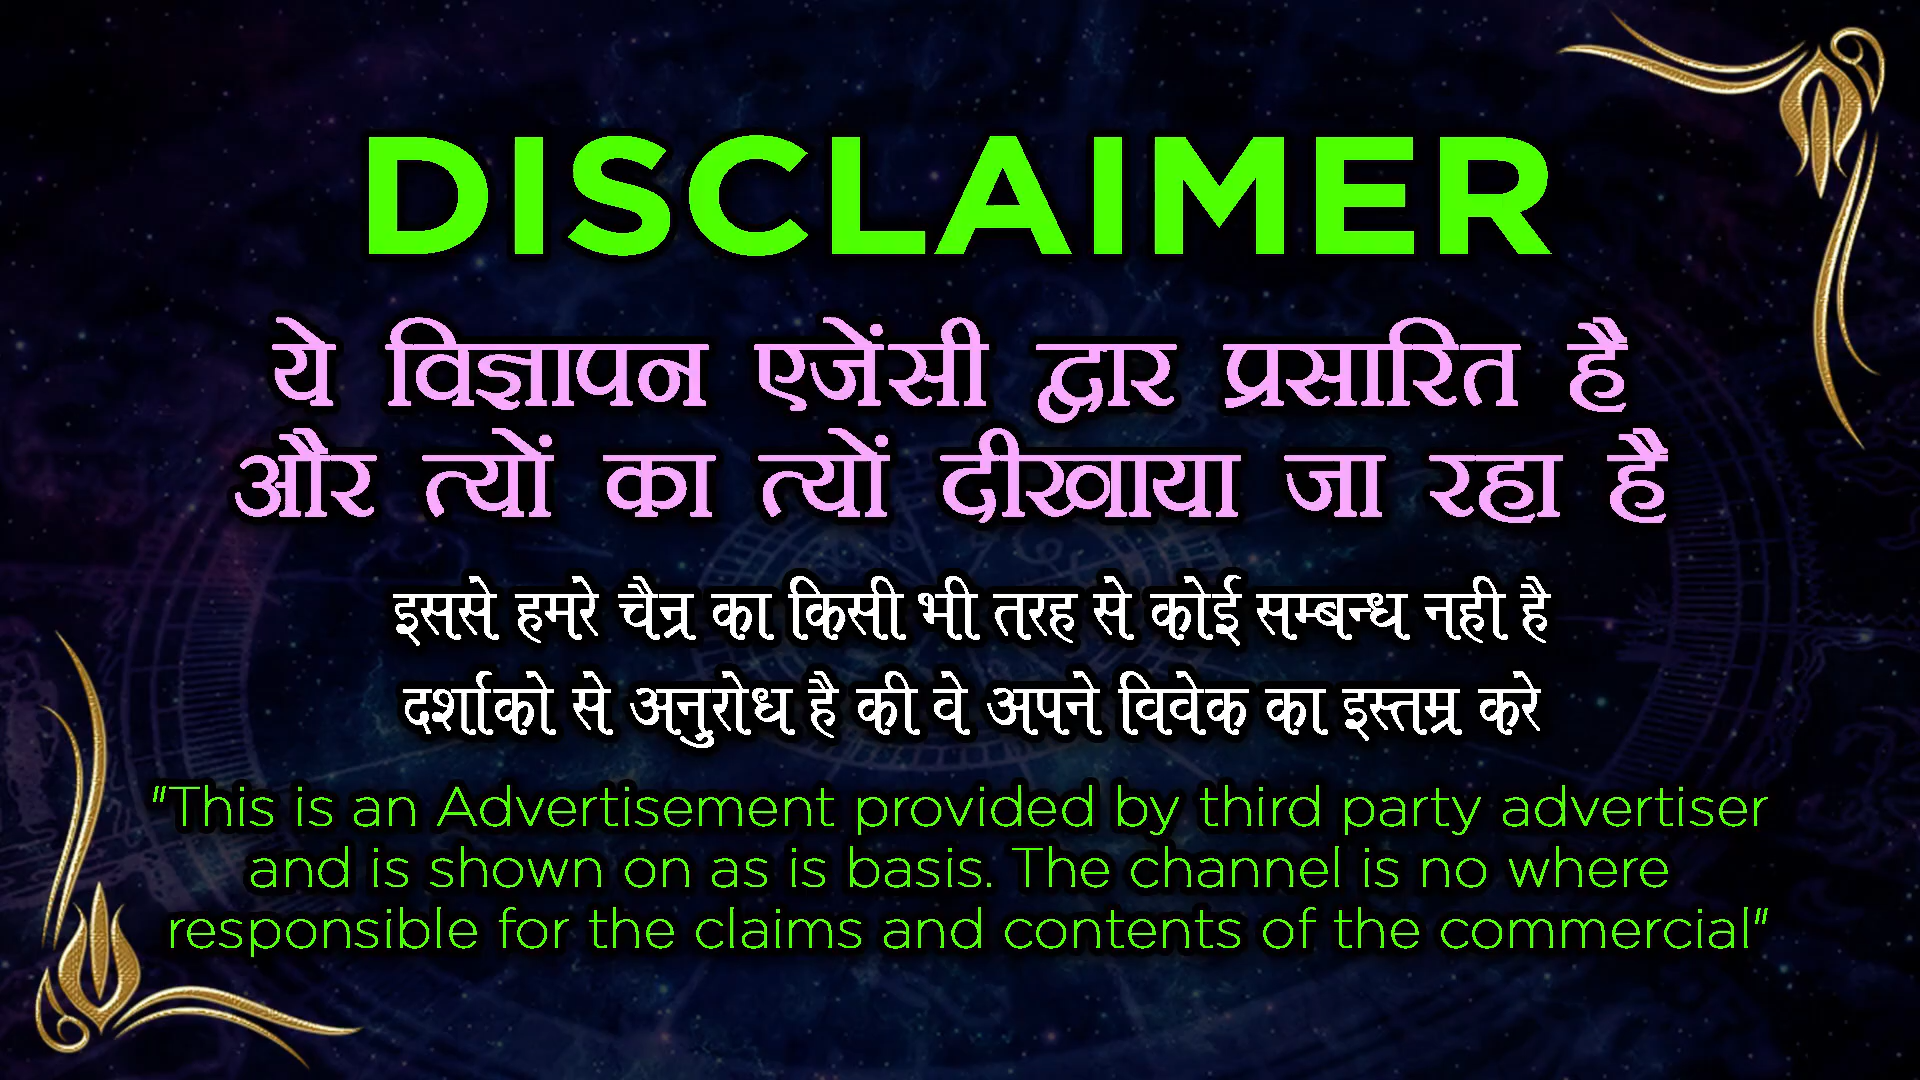 DISCLAIMER
ये विज्ञापन एजेंसी द्वार प्रसारित है
और त्यों का त्यों दीखाया जा रहा है
इससे हमरे चैन्र का किसी भी तरह से कोई सम्बन्ध नही है
दर्शाको से अनुरोध है की वे अपने विवेक का इस्तम्र करे
"This is an Advertisement provided by third party advertiser
and is shown on as is basis. The channel is no where
responsible for the claims and contents of the commercial"